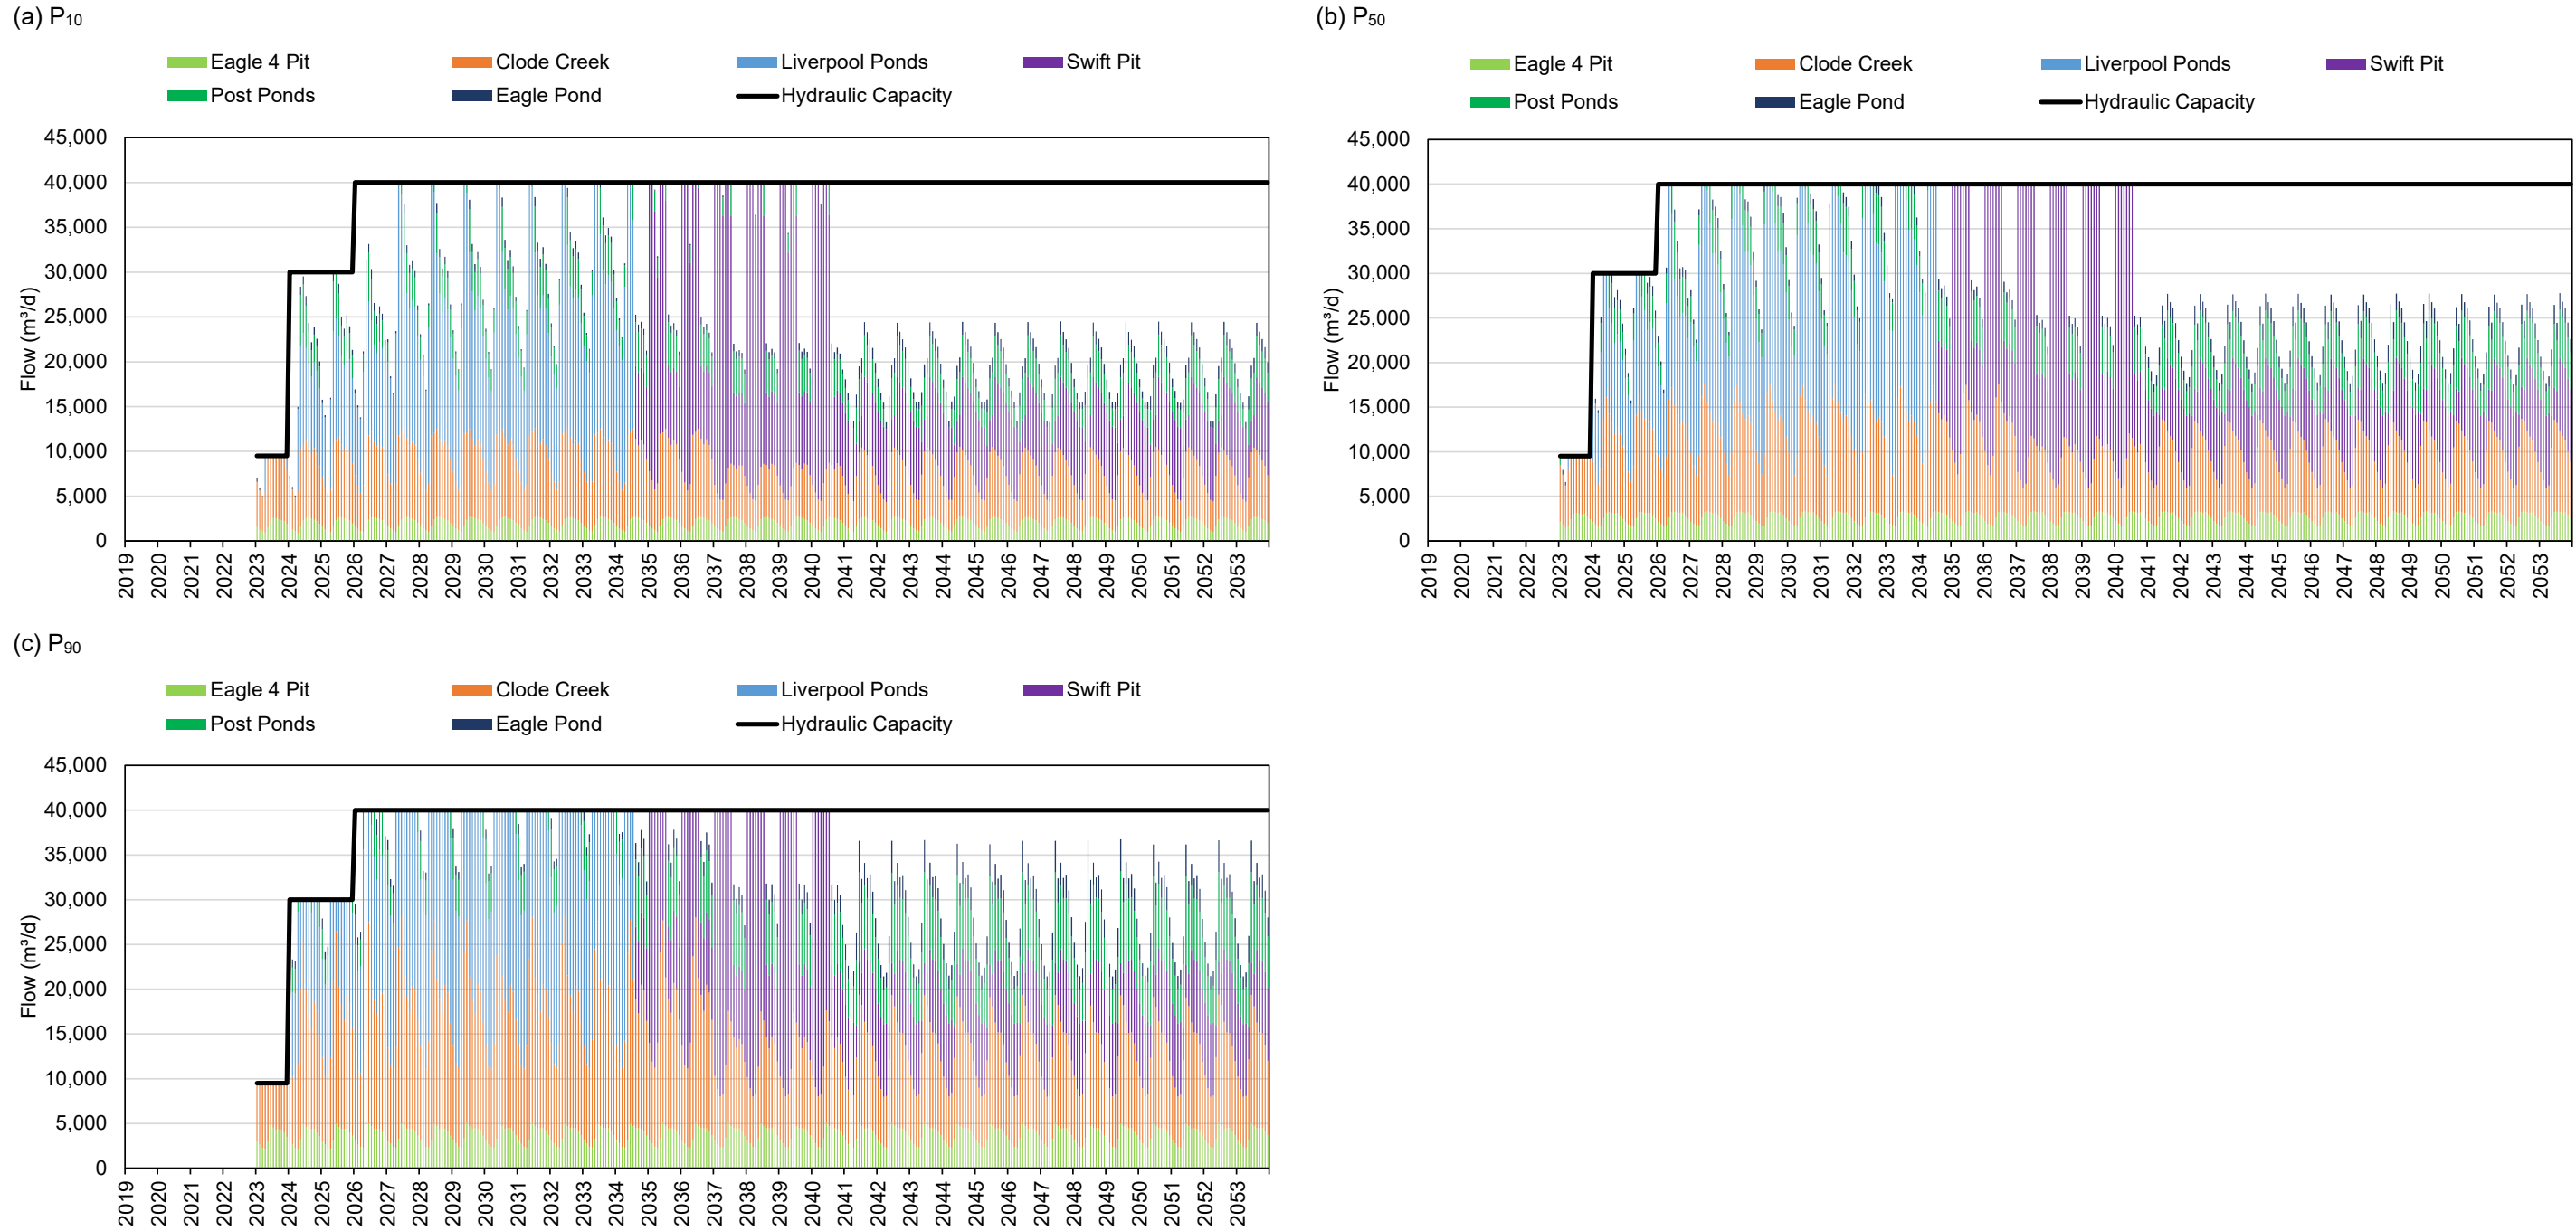 (a) P10
Eagle 4 Pit Clode Creek Liverpool Ponds Swift Pit
Post Ponds Eagle Pond Hydraulic Capacity
Flow (m³/d)
45,000
40,000
35,000
30,000
25,000
20,000
15,000
10,000
5,000
0
2019 2020 2021 2022 2023 2024 2025 2026 2027 2028 2029 2030 2031 2032 2033 2034 2035 2036 2037 2038 2039 2040 2041 2042 2043 2044 2045 2046 2047 2048 2049 2050 2051 2052 2053
(b) P50
Eagle 4 Pit Clode Creek Liverpool Ponds Swift Pit
Post Ponds Eagle Pond Hydraulic Capacity
Flow (m³/d)
45,000
40,000
35,000
30,000
25,000
20,000
15,000
10,000
5,000
0
2019 2020 2021 2022 2023 2024 2025 2026 2027 2028 2029 2030 2031 2032 2033 2034 2035 2036 2037 2038 2039 2040 2041 2042 2043 2044 2045 2046 2047 2048 2049 2050 2051 2052 2053
(c) P90
Eagle 4 Pit Clode Creek Liverpool Ponds Swift Pit
Post Ponds Eagle Pond Hydraulic Capacity
Flow (m³/d)
45,000
40,000
35,000
30,000
25,000
20,000
15,000
10,000
5,000
0
2019 2020 2021 2022 2023 2024 2025 2026 2027 2028 2029 2030 2031 2032 2033 2034 2035 2036 2037 2038 2039 2040 2041 2042 2043 2044 2045 2046 2047 2048 2049 2050 2051 2052 2053